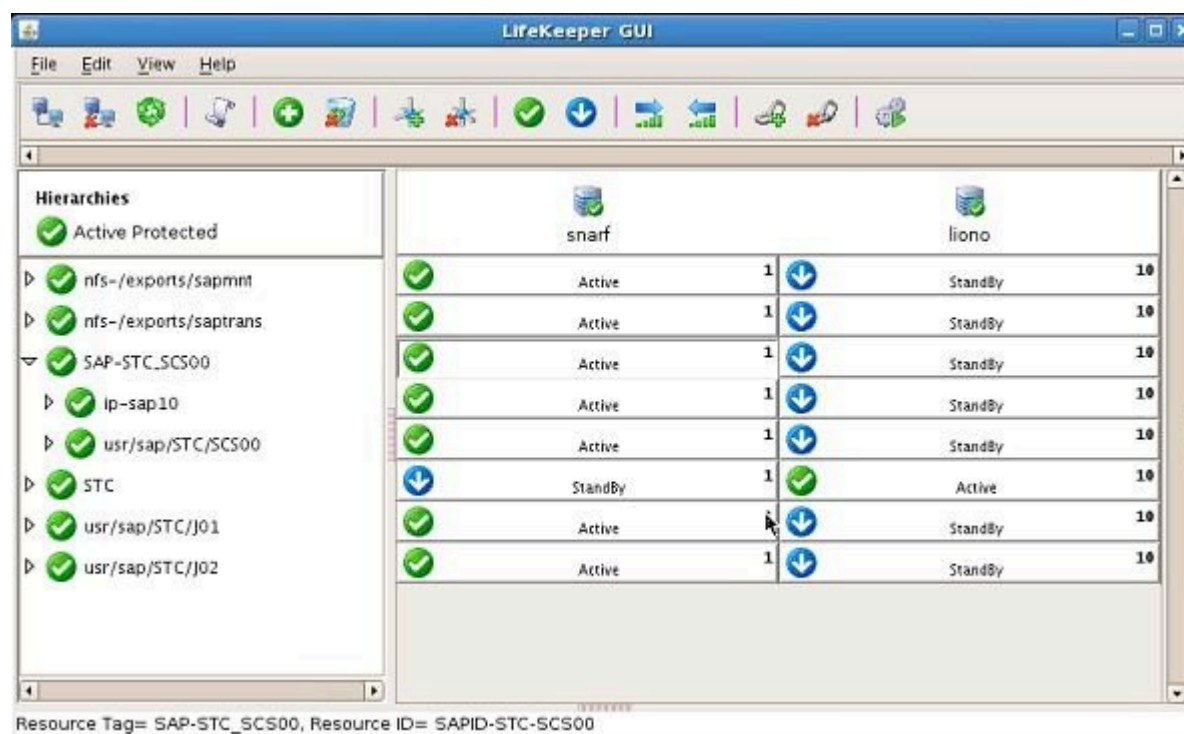 LifeKeeper GUI
File Edit View Help
Hierarchies
Active Protected
snarf liono
nfs-/exports/sapmnt Active 1 StandBy 10
nfs-/exports/saptrans Active 1 StandBy 10
SAP-STC_SCS00 Active 1 StandBy 10
ip-sap10 Active 1 StandBy 10
usr/sap/STC/SCS00 Active 1 StandBy 10
STC StandBy 1 Active 10
usr/sap/STC/J01 Active StandBy 10
usr/sap/STC/J02 Active 1 StandBy 10
Resource Tag= SAP-STC_SCS00, Resource ID= SAPID-STC-SCS00